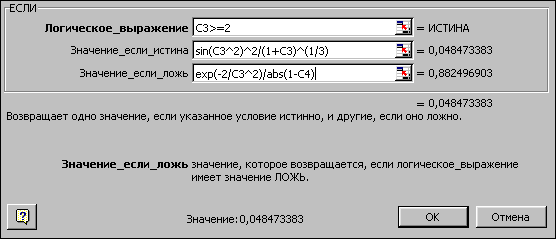 ЕСЛИ
Логическое_выражение C3>=2 = ИСТИНА
Значение_если_истина sin(C3^2)^2/(1+C3)^(1/3) = 0,048473383
Значение_если_ложь exp(-2/C3^2)/abs(1-C4) = 0,882496903
= 0,048473383
Возвращает одно значение, если указанное условие истинно, и другие, если оно ложно.
Значение_если_ложь значение, которое возвращается, если логическое_выражение
имеет значение ЛОЖЬ.
? Значение:0,048473383 OK Отмена